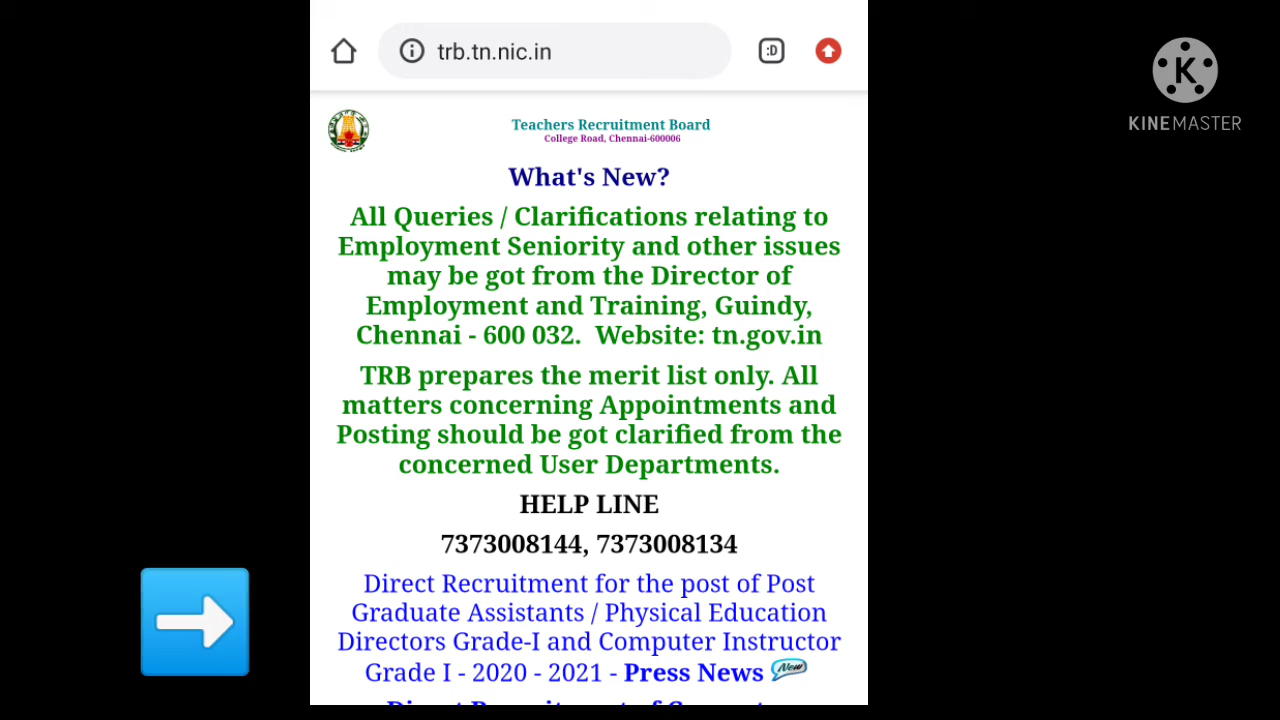 trb.tn.nic.in
:D
K
KINEMASTER
Teachers Recruitment Board
College Road, Chennai-600006
What's New?
All Queries / Clarifications relating to
Employment Seniority and other issues
may be got from the Director of
Employment and Training, Guindy,
Chennai - 600 032. Website: tn.gov.in
TRB prepares the merit list only. All
matters concerning Appointments and
Posting should be got clarified from the
concerned User Departments.
HELP LINE
7373008144, 7373008134
Direct Recruitment for the post of Post
Graduate Assistants / Physical Education
Directors Grade-I and Computer Instructor
Grade I - 2020 - 2021 - Press News New